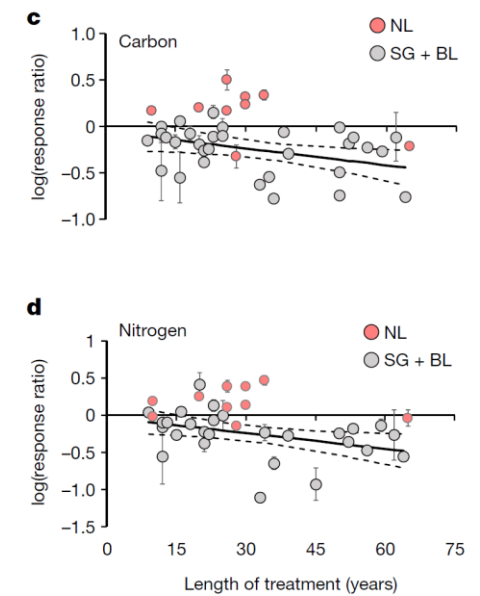 c
NL
SG + BL
Carbon
1.0
0.5
0
−0.5
−1.0
log(response ratio)
d
NL
SG + BL
Nitrogen
1
0.5
0
−0.5
−1.0
−1.5
log(response ratio)
0 15 30 45 60 75
Length of treatment (years)